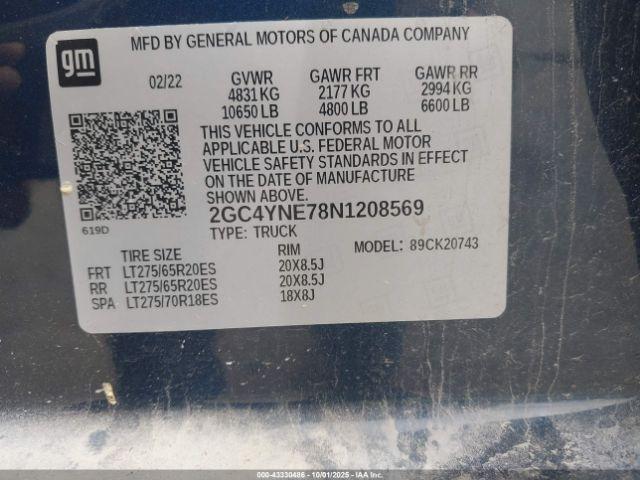 MFD BY GENERAL MOTORS OF CANADA COMPANY
gm
02/22 GVWR GAWR FRT GAWR RR
4831 KG 2177 KG 2994 KG
10650 LB 4800 LB 6600 LB
THIS VEHICLE CONFORMS TO ALL
APPLICABLE U.S. FEDERAL MOTOR
VEHICLE SAFETY STANDARDS IN EFFECT
ON THE DATE OF MANUFACTURE
SHOWN ABOVE.
2GC4YNE78N1208569
619D
TYPE: TRUCK
TIRE SIZE RIM MODEL: 89CK20743
FRT LT275/65R20ES 20X8.5J
RR LT275/65R20ES 20X8.5J
SPA LT275/70R18ES 18X8J
000-43330486 - 10/01/2025 - IAA Inc.